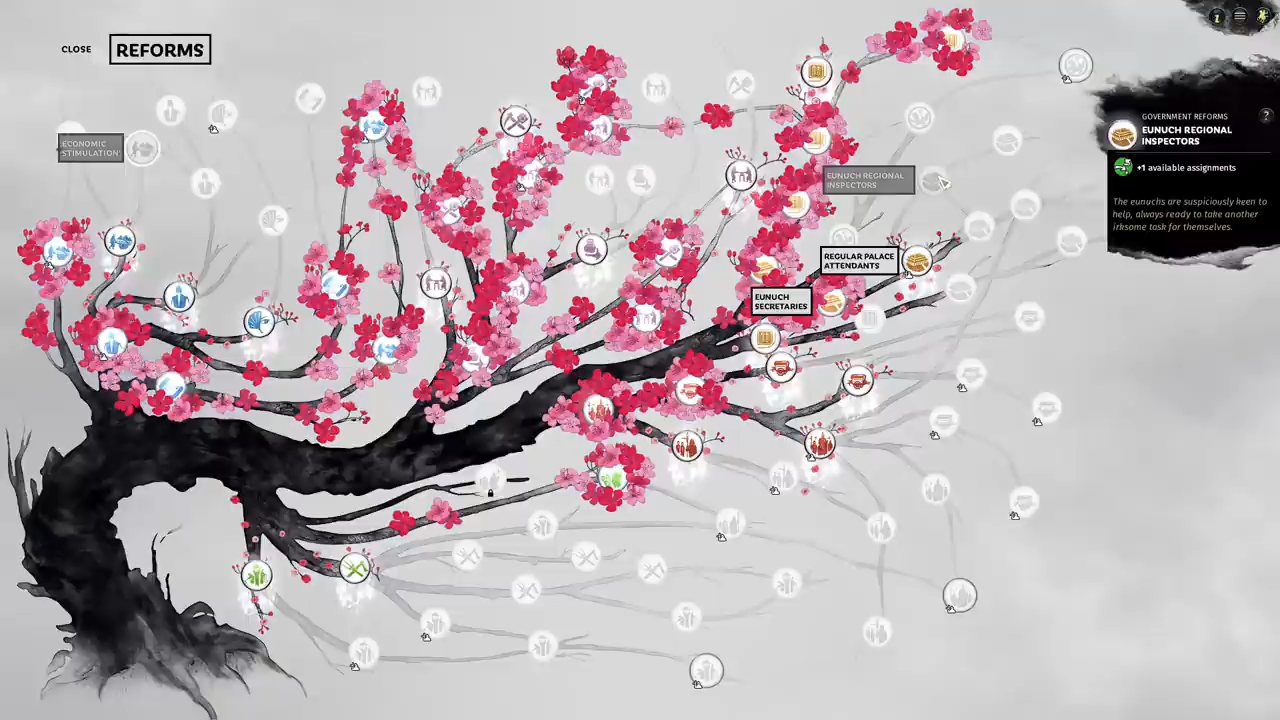 CLOSE
REFORMS
ECONOMIC
STIMULATION
EUNUCH REGIONAL
INSPECTORS
REGULAR PALACE
ATTENDANTS
EUNUCH
SECRETARIES
GOVERNMENT REFORMS
EUNUCH REGIONAL
INSPECTORS
?
+1 available assignments
The eunuchs are suspiciously keen to
help, always ready to take another
irksome task for themselves.